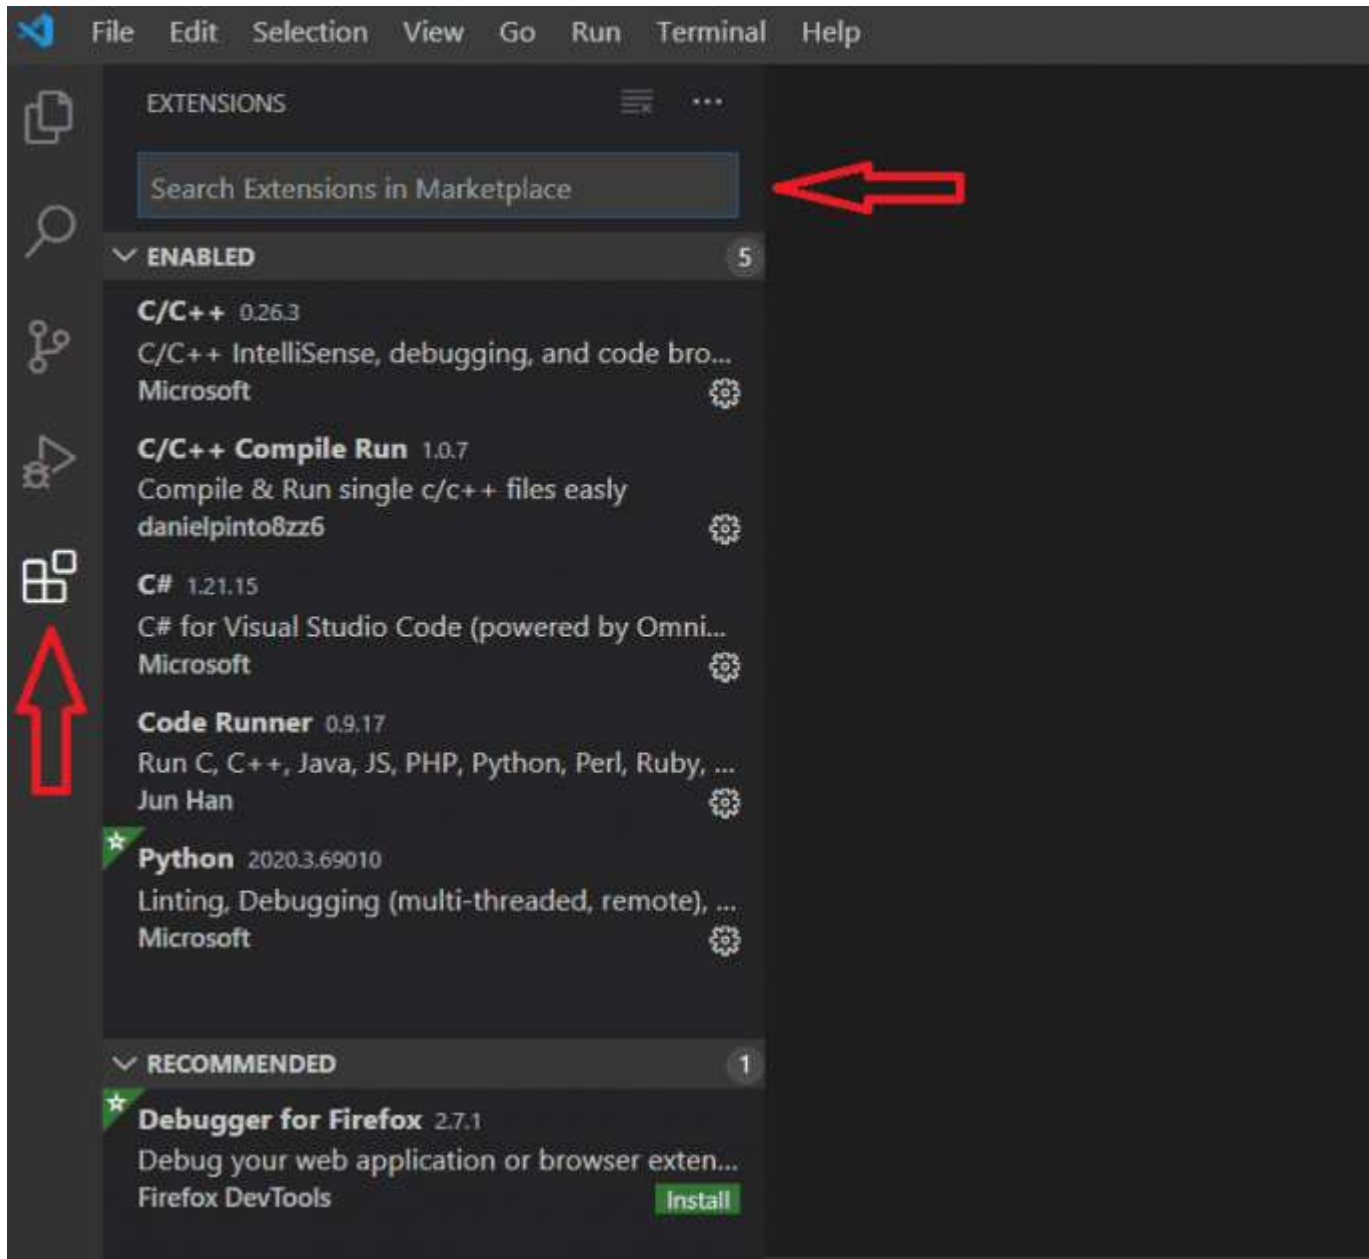 File Edit Selection View Go Run Terminal Help
EXTENSIONS ...
Search Extensions in Marketplace
ENABLED 5
C/C++ 0.26.3
C/C++ IntelliSense, debugging, and code bro...
Microsoft
C/C++ Compile Run 1.0.7
Compile & Run single c/c++ files easly
danielpinto8zz6
C# 1.21.15
C# for Visual Studio Code (powered by Omni...
Microsoft
Code Runner 0.9.17
Run C, C++, Java, JS, PHP, Python, Perl, Ruby, ...
Jun Han
Python 2020.3.69010
Linting, Debugging (multi-threaded, remote), ...
Microsoft
RECOMMENDED 1
Debugger for Firefox 2.7.1
Debug your web application or browser exten...
Firefox DevTools Install